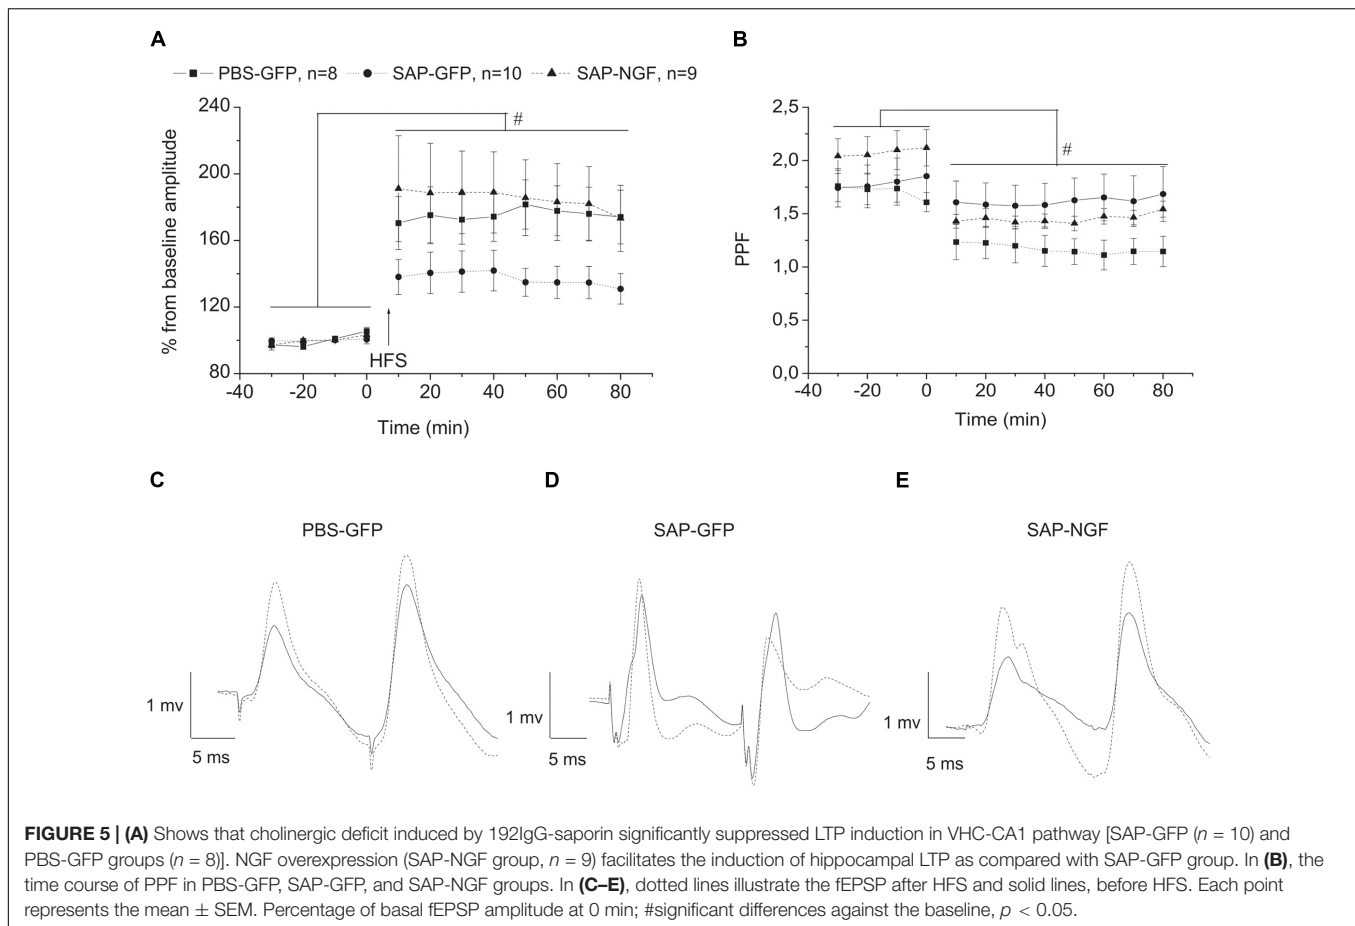 A
B
PBS-GFP, n=8 SAP-GFP, n=10 SAP-NGF, n=9
240
200
160
120
80
% from baseline amplitude
#
HFS
-40 -20 0 20 40 60 80
Time (min)
2,5
2,0
1,5
1,0
0,5
0,0
PPF
#
-40 -20 0 20 40 60 80
Time (min)
C
D
E
PBS-GFP
SAP-GFP
SAP-NGF
1 mv
5 ms
1 mv
5 ms
1 mv
5 ms
FIGURE 5 | (A) Shows that cholinergic deficit induced by 192IgG-saporin significantly suppressed LTP induction in VHC-CA1 pathway [SAP-GFP (n = 10) and
PBS-GFP groups (n = 8)]. NGF overexpression (SAP-NGF group, n = 9) facilitates the induction of hippocampal LTP as compared with SAP-GFP group. In (B), the
time course of PPF in PBS-GFP, SAP-GFP, and SAP-NGF groups. In (C–E), dotted lines illustrate the fEPSP after HFS and solid lines, before HFS. Each point
represents the mean ± SEM. Percentage of basal fEPSP amplitude at 0 min; #significant differences against the baseline, p < 0.05.